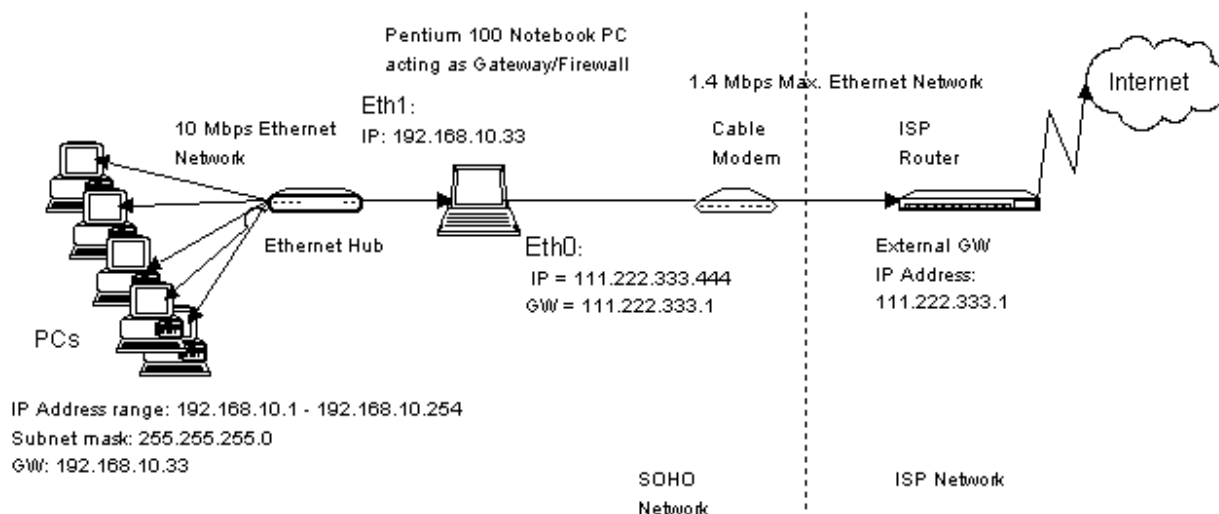 Pentium 100 Notebook PC
acting as Gateway/Firewall
1.4 Mbps Max. Ethernet Network
Internet
Eth1:
IP: 192.168.10.33
10 Mbps Ethernet
Network
Cable
Modem
ISP
Router
Ethernet Hub
Eth0:
IP = 111.222.333.444
GW = 111.222.333.1
External GW
IP Address:
111.222.333.1
PCs
IP Address range: 192.168.10.1 - 192.168.10.254
Subnet mask: 255.255.255.0
GW: 192.168.10.33
SOHO
Network
ISP Network